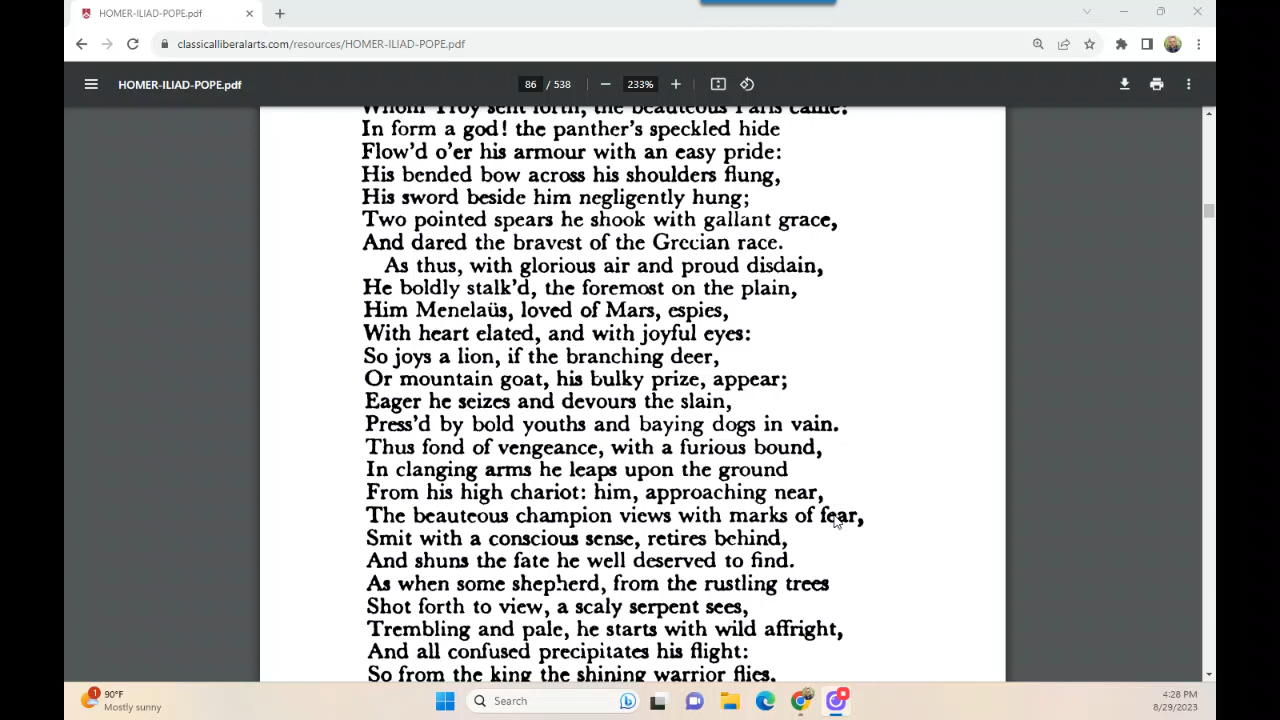 HOMER-ILIAD-POPE.pdf
classicalliberalarts.com/resources/HOMER-ILIAD-POPE.pdf
HOMER-ILIAD-POPE.pdf
86 / 538
233%
Whom Troy sent forth, the beauteous Paris came:
In form a god! the panther's speckled hide
Flow'd o'er his armour with an easy pride:
His bended bow across his shoulders flung,
His sword beside him negligently hung;
Two pointed spears he shook with gallant grace,
And dared the bravest of the Grecian race.
As thus, with glorious air and proud disdain,
He boldly stalk'd, the foremost on the plain,
Him Menelaüs, loved of Mars, espies,
With heart elated, and with joyful eyes:
So joys a lion, if the branching deer,
Or mountain goat, his bulky prize, appear;
Eager he seizes and devours the slain,
Press'd by bold youths and baying dogs in vain.
Thus fond of vengeance, with a furious bound,
In clanging arms he leaps upon the ground
From his high chariot: him, approaching near,
The beauteous champion views with marks of fear,
Smit with a conscious sense, retires behind,
And shuns the fate he well deserved to find.
As when some shepherd, from the rustling trees
Shot forth to view, a scaly serpent sees,
Trembling and pale, he starts with wild affright,
And all confused precipitates his flight:
So from the king the shining warrior flies,
1
90°F
Mostly sunny
Search
4:28 PM
8/29/2023